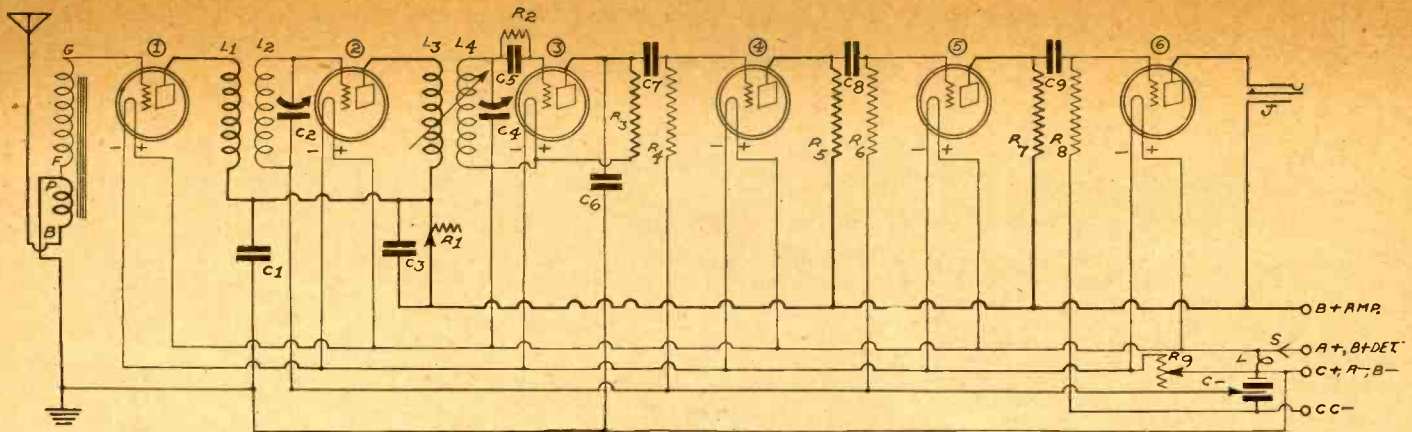 G
F
P
B
①
L1
L2
C2
②
L3
L4
R2
C5
C4
③
R3
C7
R4
④
C8
R5
R6
⑤
C9
R7
R8
⑥
J
- +
- +
- +
- +
- +
- +
C1
C3
R1
C6
B+AMP.
S
A+, B+DET.
L
R9
C+, A-, B-
C-
CC-